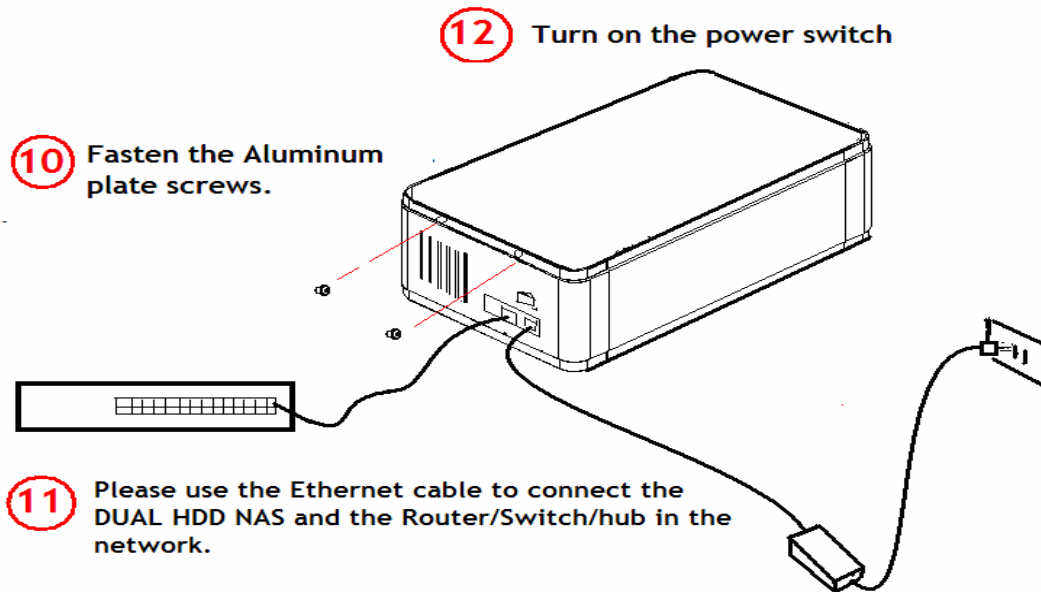 12 Turn on the power switch
10 Fasten the Aluminum
plate screws.
11 Please use the Ethernet cable to connect the
DUAL HDD NAS and the Router/Switch/hub in the
network.